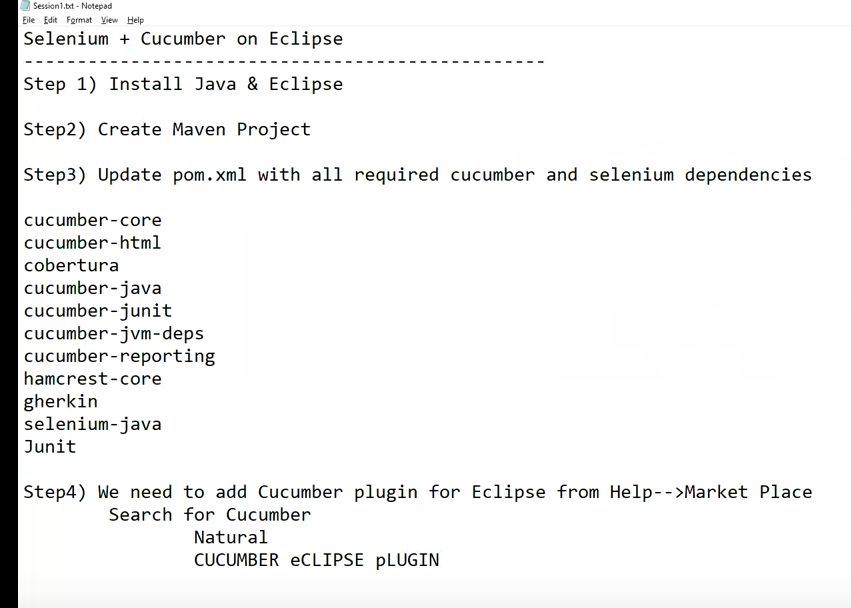 Session1.txt - Notepad
File Edit Format View Help
Selenium + Cucumber on Eclipse
-------------------------------------------------
Step 1) Install Java & Eclipse
Step2) Create Maven Project
Step3) Update pom.xml with all required cucumber and selenium dependencies
cucumber-core
cucumber-html
cobertura
cucumber-java
cucumber-junit
cucumber-jvm-deps
cucumber-reporting
hamcrest-core
gherkin
selenium-java
Junit
Step4) We need to add Cucumber plugin for Eclipse from Help-->Market Place
Search for Cucumber
Natural
CUCUMBER eCLIPSE pLUGIN